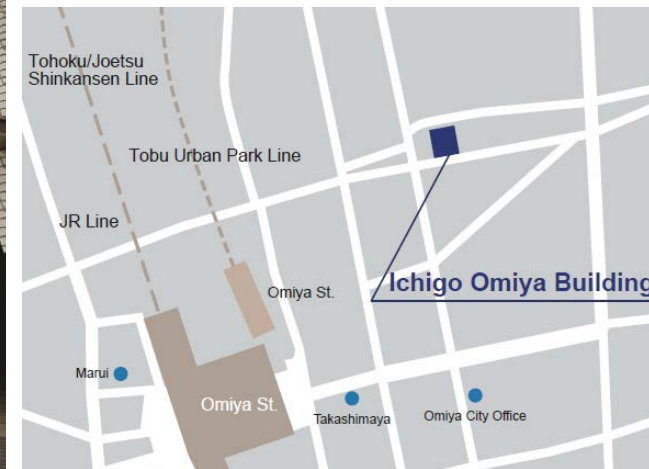 Tohoku/Joetsu
Shinkansen Line
Tobu Urban Park Line
JR Line
Omiya St.
Ichigo Omiya Building
Marui
Omiya St.
Takashimaya
Omiya City Office